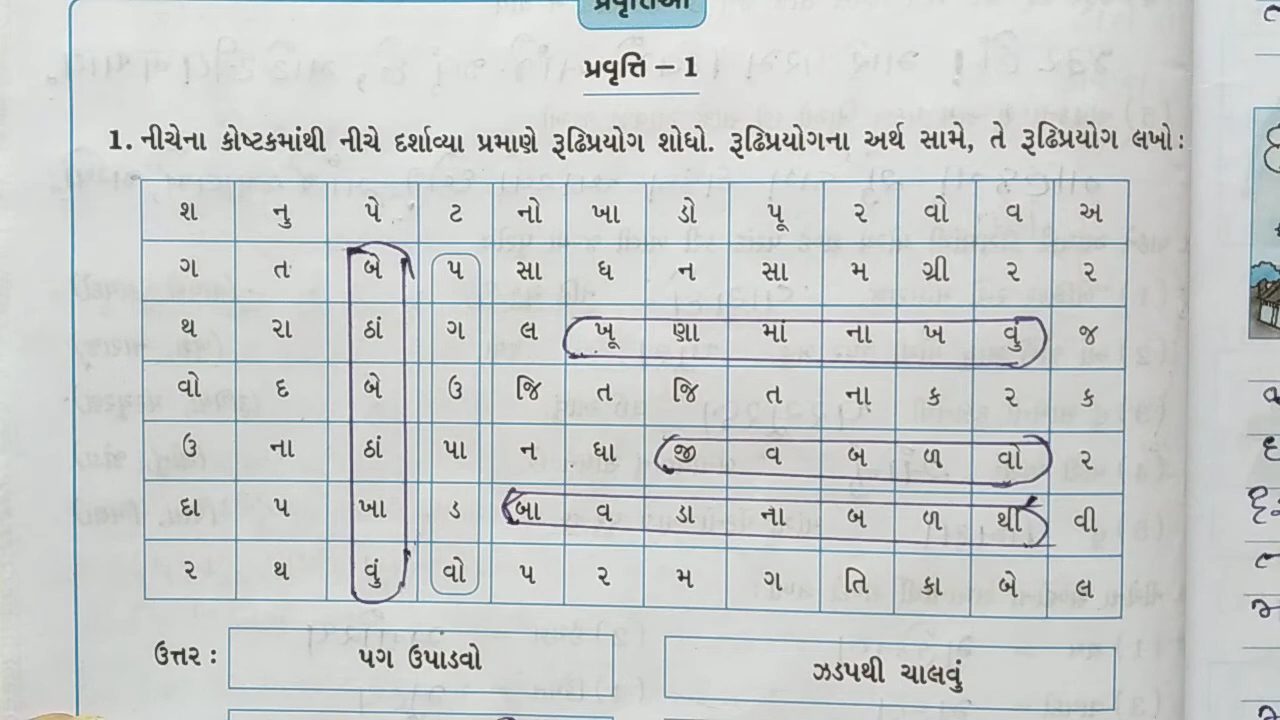 પ્રવૃત્તિઓ
પ્રવૃત્તિ – 1
1. નીચેના કોષ્ટકમાંથી નીચે દર્શાવ્યા પ્રમાણે રૂઢિપ્રયોગ શોધો. રૂઢિપ્રયોગના અર્થ સામે, તે રૂઢિપ્રયોગ લખો :
શ નુ પે ટ નો ખા ડો પૂ ર વો વ અ
ગ ત બે પ સા ધ ન સા મ ગ્રી ર ર
થ રા ઠાં ગ લ ખૂ ણા માં ના ખ વું જ
વો દ બે ઉ જિ ત જિ ત ના ક ર ક
ઉ ના ઠાં પા ન ધા જી વ બ ળ વો ર
દા પ ખા ડ બા વ ડા ના બ ળ થી વી
ર થ વું વો પ ર મ ગ તિ કા બે લ
ઉત્તર : પગ ઉપાડવો ઝડપથી ચાલવું